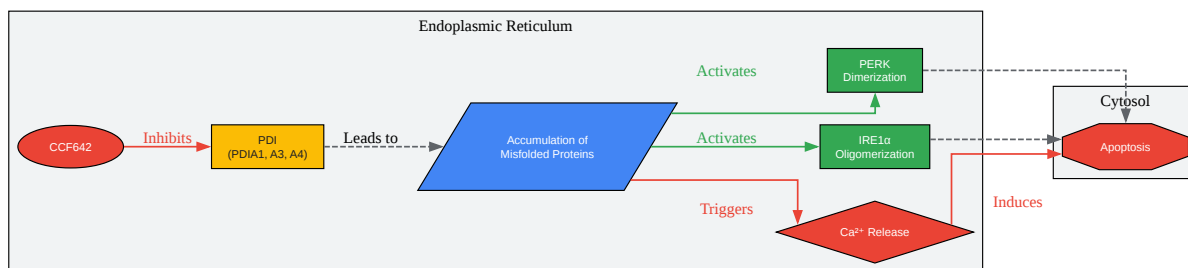 Endoplasmic Reticulum
CCF642
Inhibits
PDI
(PDIA1, A3, A4)
Leads to
Accumulation of
Misfolded Proteins
Activates
PERK
Dimerization
Activates
IRE1α
Oligomerization
Triggers
Ca²⁺ Release
Induces
Cytosol
Apoptosis